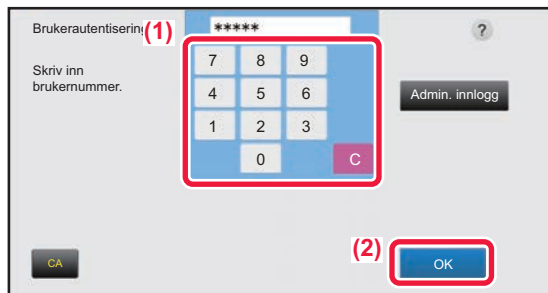 Brukerautentisering
(1)
*****
?
Skriv inn
brukernummer.
7 8 9
4 5 6
1 2 3
0 C
Admin. innlogg
(2)
CA
OK